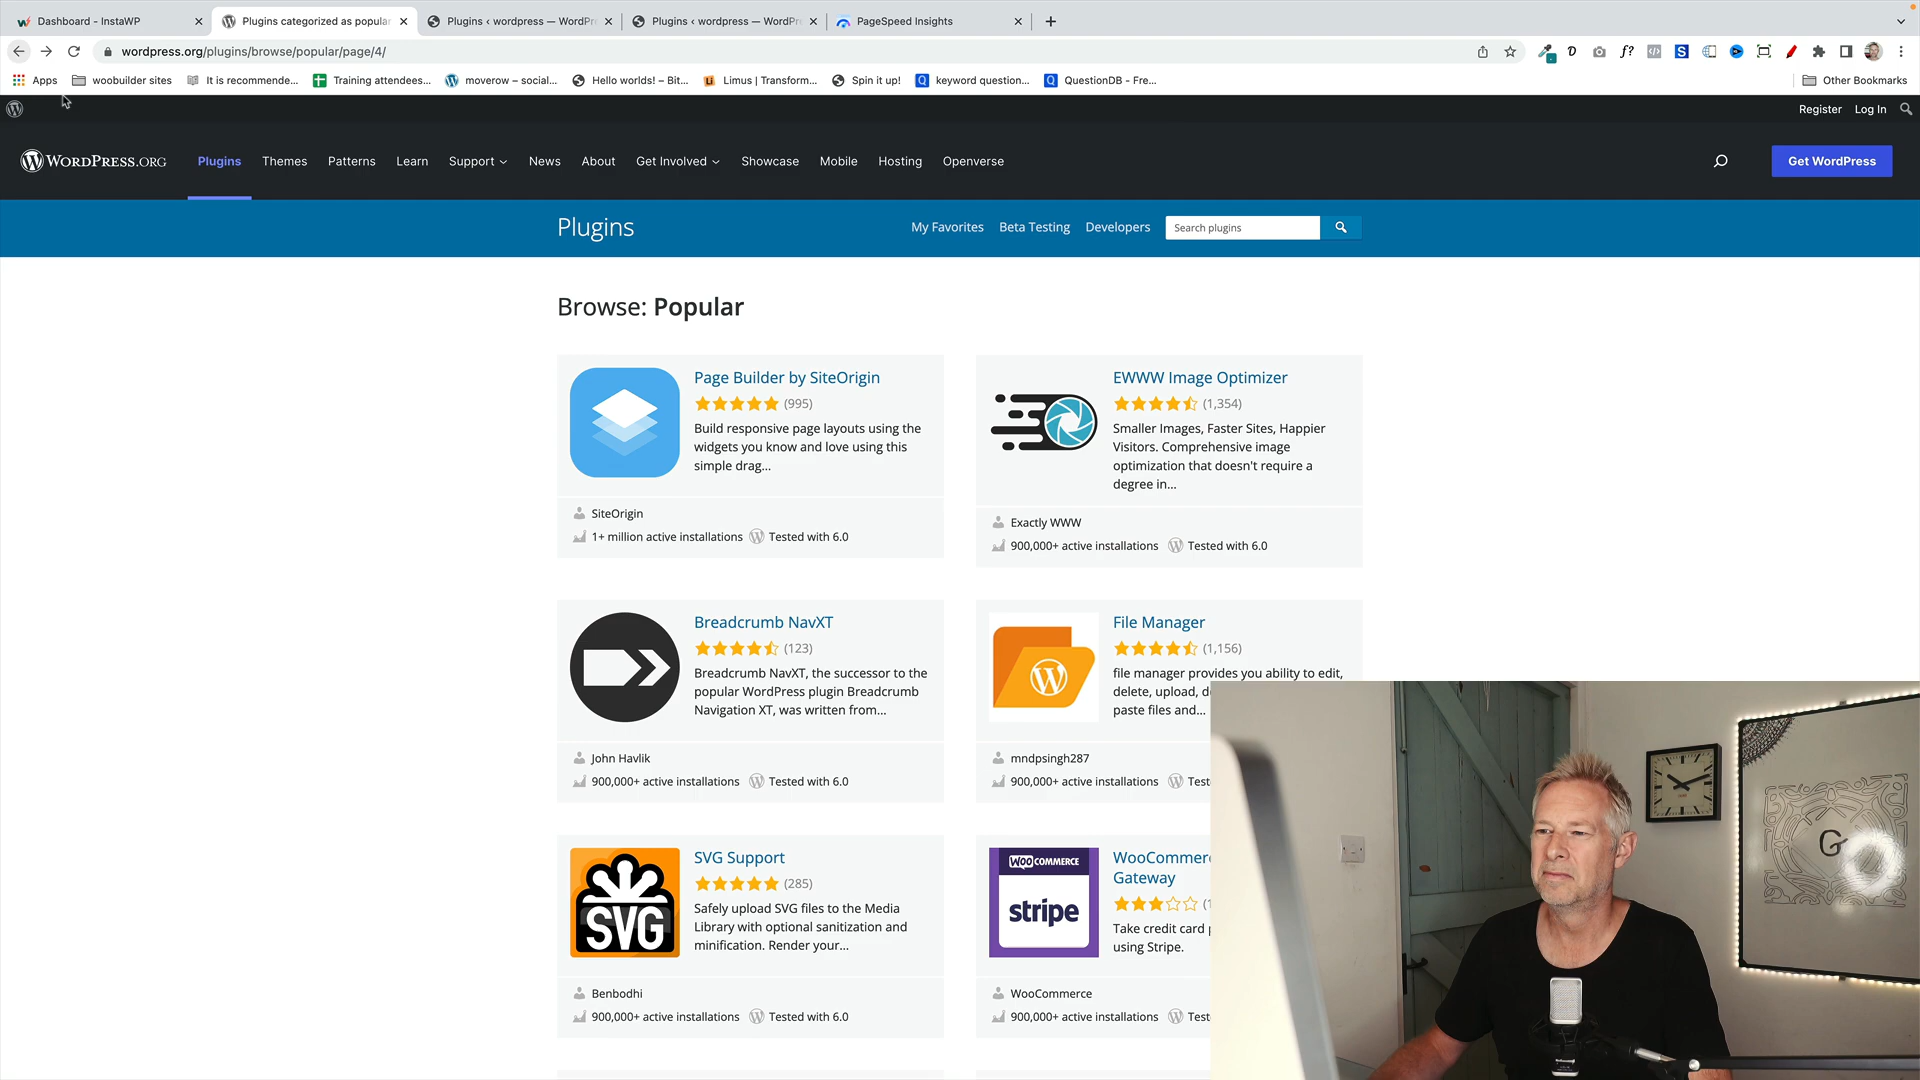 Dashboard - InstaWP
Plugins categorized as popular
Plugins ‹ wordpress — WordPr
Plugins ‹ wordpress — WordPr
PageSpeed Insights
wordpress.org/plugins/browse/popular/page/4/
Apps
woobuilder sites
It is recommende...
Training attendees...
moverow – social...
Hello worlds! – Bit...
Limus | Transform...
Spin it up!
keyword question...
QuestionDB - Fre...
Other Bookmarks
Register
Log In
WORDPRESS.ORG
Plugins
Themes
Patterns
Learn
Support
News
About
Get Involved
Showcase
Mobile
Hosting
Openverse
Get WordPress
Plugins
My Favorites
Beta Testing
Developers
Search plugins
Browse: Popular
Page Builder by SiteOrigin
(995)
Build responsive page layouts using the
widgets you know and love using this
simple drag...
SiteOrigin
1+ million active installations
Tested with 6.0
EWWW Image Optimizer
(1,354)
Smaller Images, Faster Sites, Happier
Visitors. Comprehensive image
optimization that doesn't require a
degree in...
Exactly WWW
900,000+ active installations
Tested with 6.0
Breadcrumb NavXT
(123)
Breadcrumb NavXT, the successor to the
popular WordPress plugin Breadcrumb
Navigation XT, was written from...
John Havlik
900,000+ active installations
Tested with 6.0
File Manager
(1,156)
file manager provides you ability to edit,
delete, upload, d
paste files and...
mndpsingh287
900,000+ active installations
Test
SVG
SVG Support
(285)
Safely upload SVG files to the Media
Library with optional sanitization and
minification. Render your...
Benbodhi
900,000+ active installations
Tested with 6.0
WOO COMMERCE
stripe
WooCommer
Gateway
Take credit card p
using Stripe.
WooCommerce
900,000+ active installations
Test
G